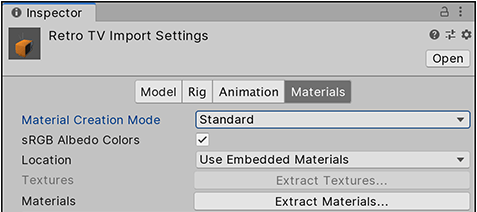 Inspector
Retro TV Import Settings
Open
Model Rig Animation Materials
Material Creation Mode Standard
sRGB Albedo Colors
Location Use Embedded Materials
Textures Extract Textures...
Materials Extract Materials...